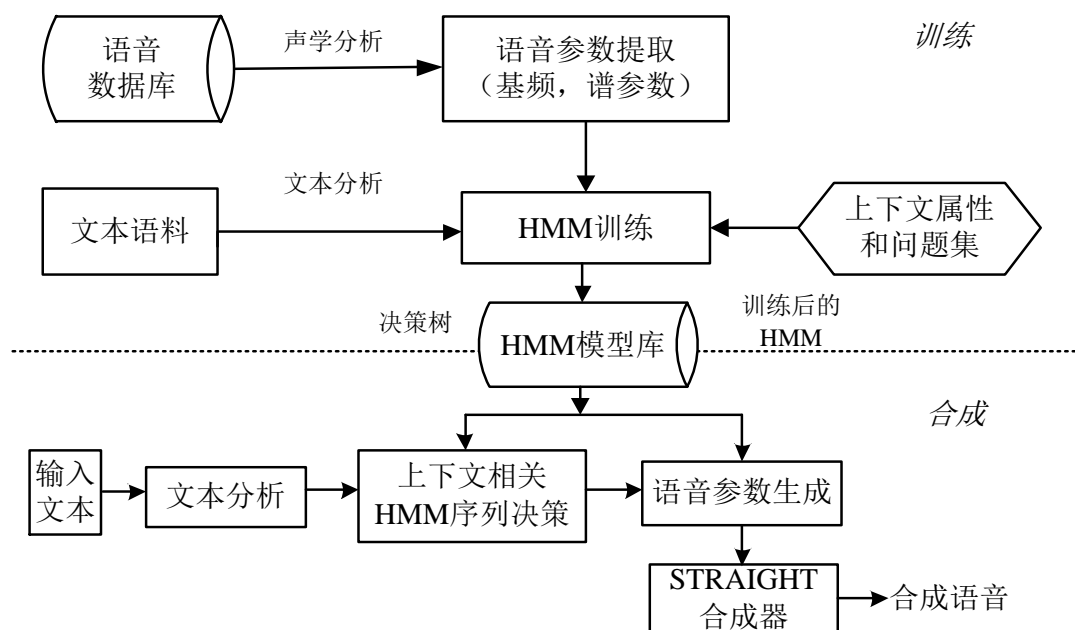 语音
数据库
声学分析
语音参数提取
（基频，谱参数）
训练
文本语料
文本分析
HMM训练
上下文属性
和问题集
决策树
HMM模型库
训练后的
HMM
合成
输入
文本
文本分析
上下文相关
HMM序列决策
语音参数生成
STRAIGHT
合成器
合成语音